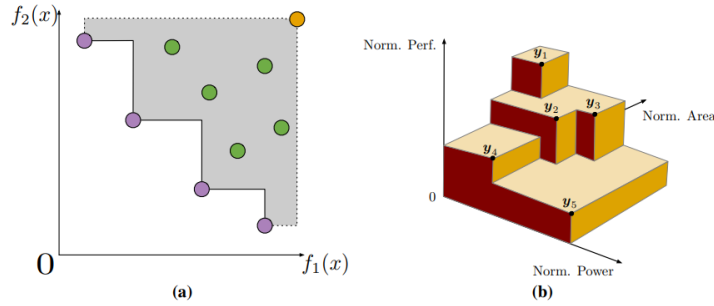 f₂(x)
0
f₁(x)
(a)
Norm. Perf.
y₁
y₂ y₃
Norm. Area
y₄
0
y₅
Norm. Power
(b)